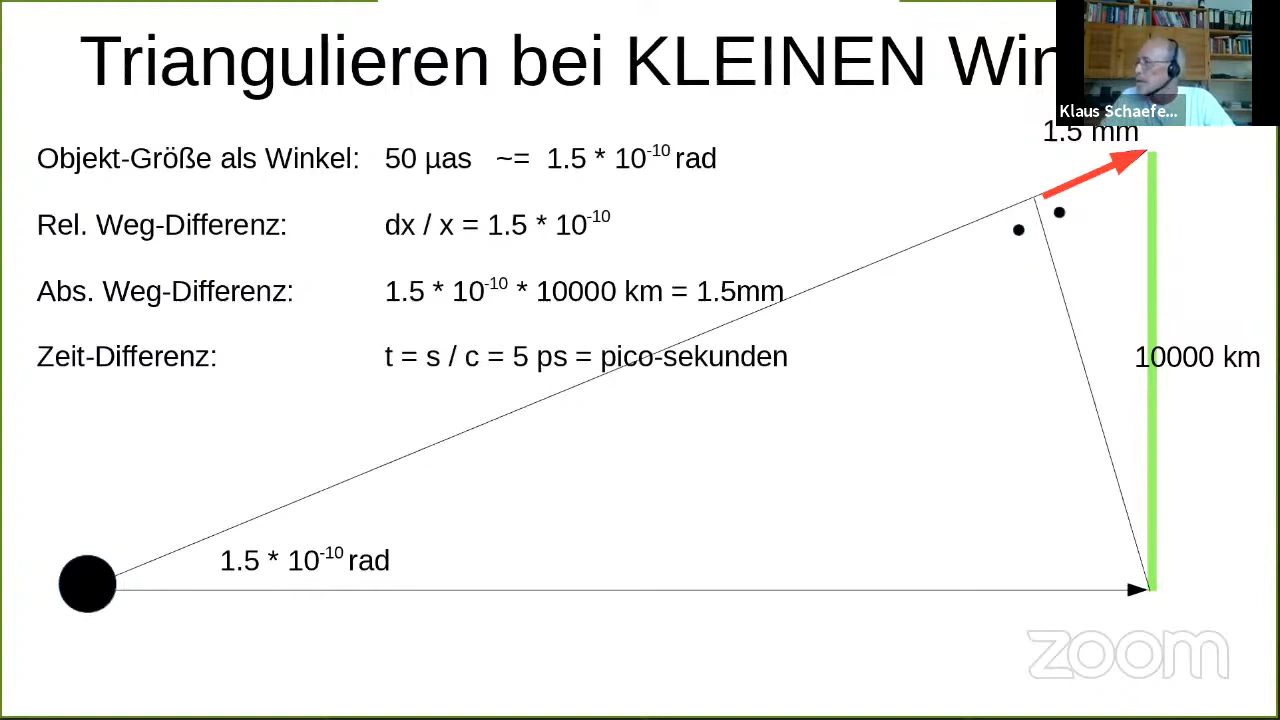 Triangulieren bei KLEINEN
Klaus Schaefe...
1.5 mm
Objekt-Größe als Winkel: 50 µas ~= 1.5 * 10⁻¹⁰ rad
Rel. Weg-Differenz: dx / x = 1.5 * 10⁻¹⁰
Abs. Weg-Differenz: 1.5 * 10⁻¹⁰ * 10000 km = 1.5mm
Zeit-Differenz: t = s / c = 5 ps = pico-sekunden
10000 km
1.5 * 10⁻¹⁰ rad
zoom